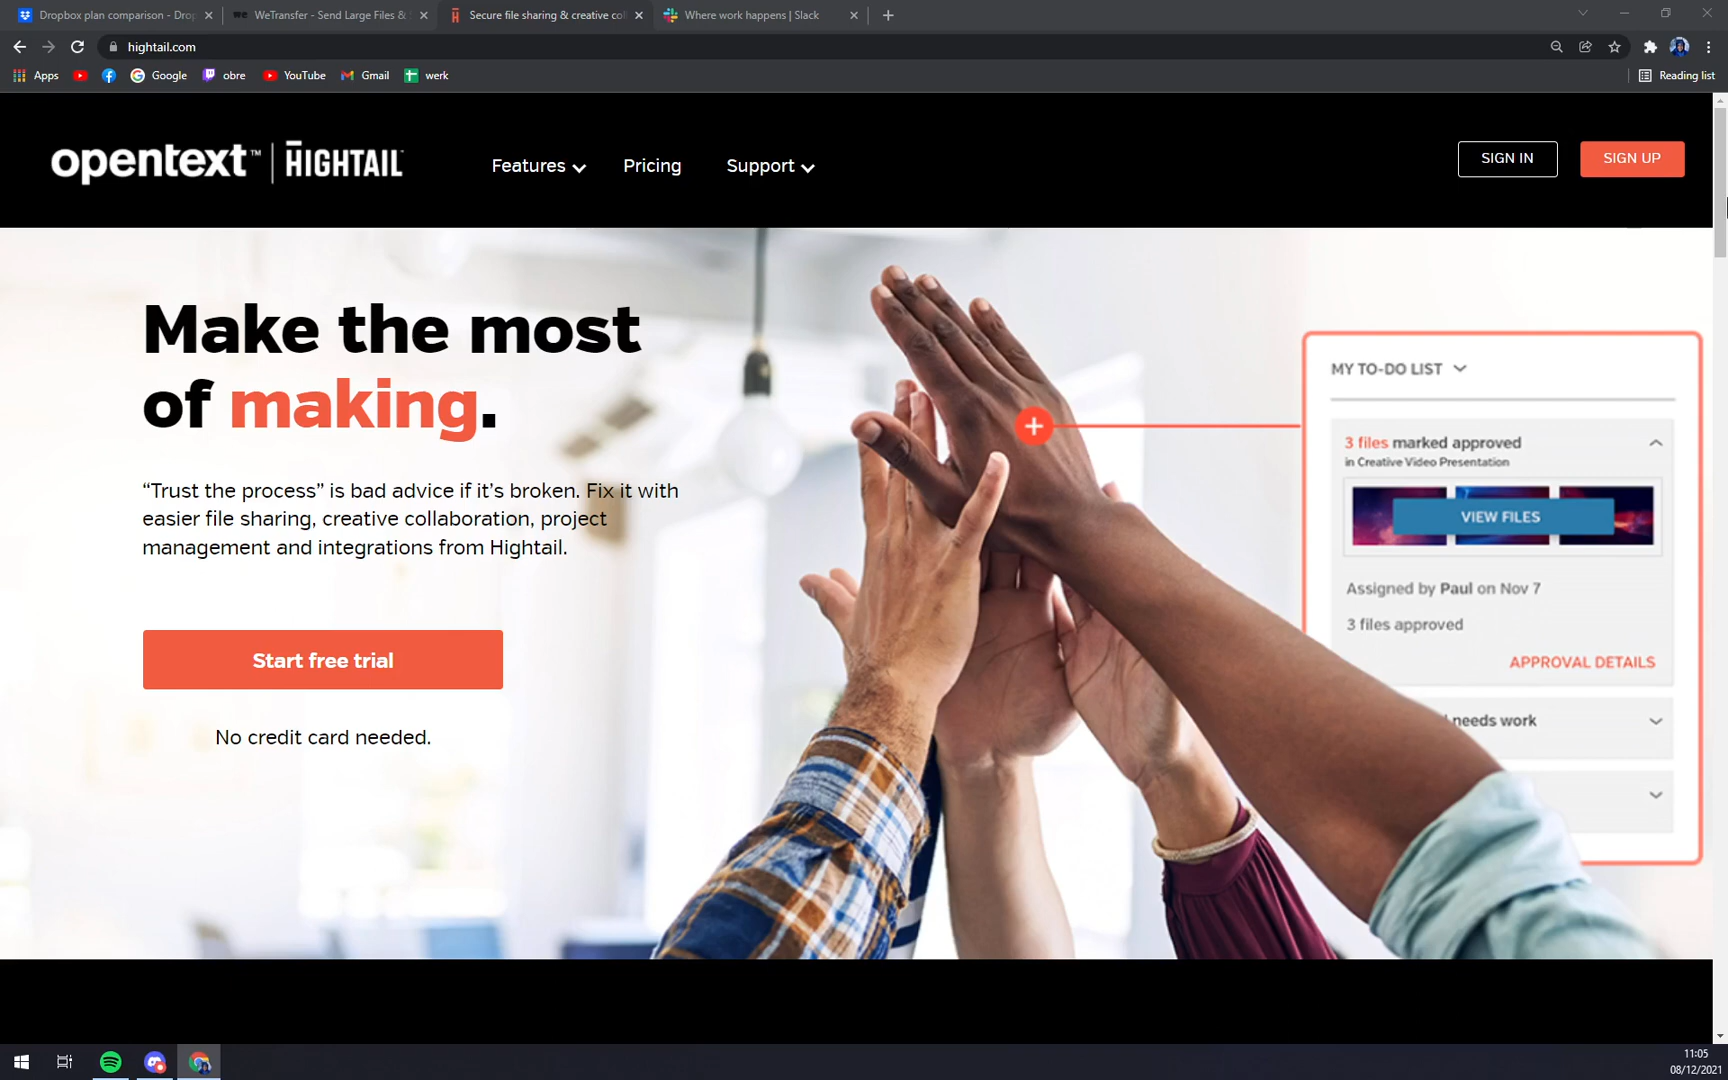 Dropbox plan comparison - Drop
WeTransfer - Send Large Files &
Secure file sharing & creative co
Where work happens | Slack
hightail.com
Apps
Google
obre
YouTube
Gmail
werk
Reading list
opentext™ | HIGHTAIL
Features
Pricing
Support
SIGN IN
SIGN UP
Make the most
of making.
“Trust the process” is bad advice if it’s broken. Fix it with
easier file sharing, creative collaboration, project
management and integrations from Hightail.
Start free trial
No credit card needed.
MY TO-DO LIST
3 files marked approved
in Creative Video Presentation
VIEW FILES
Assigned by Paul on Nov 7
3 files approved
APPROVAL DETAILS
needs work
11:05
08/12/2021